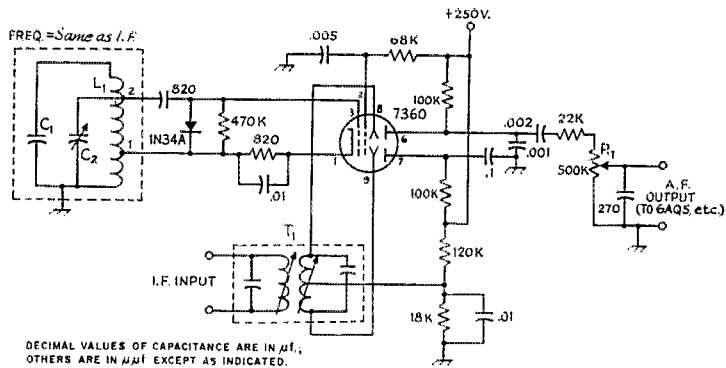 +250V.
FREQ.=Same as I.F.
.005
68K
L₁
2
820
3
2
8
7360
100K
C₁
C₂
1N34A
470K
820
6
.002
22K
P₁
1
1
7
.1
.001
500K
.01
9
100K
270
A.F.
OUTPUT
(TO 6AQ5, etc.)
T₁
120K
I.F. INPUT
18K
.01
DECIMAL VALUES OF CAPACITANCE ARE IN µf.;
OTHERS ARE IN µµf EXCEPT AS INDICATED.